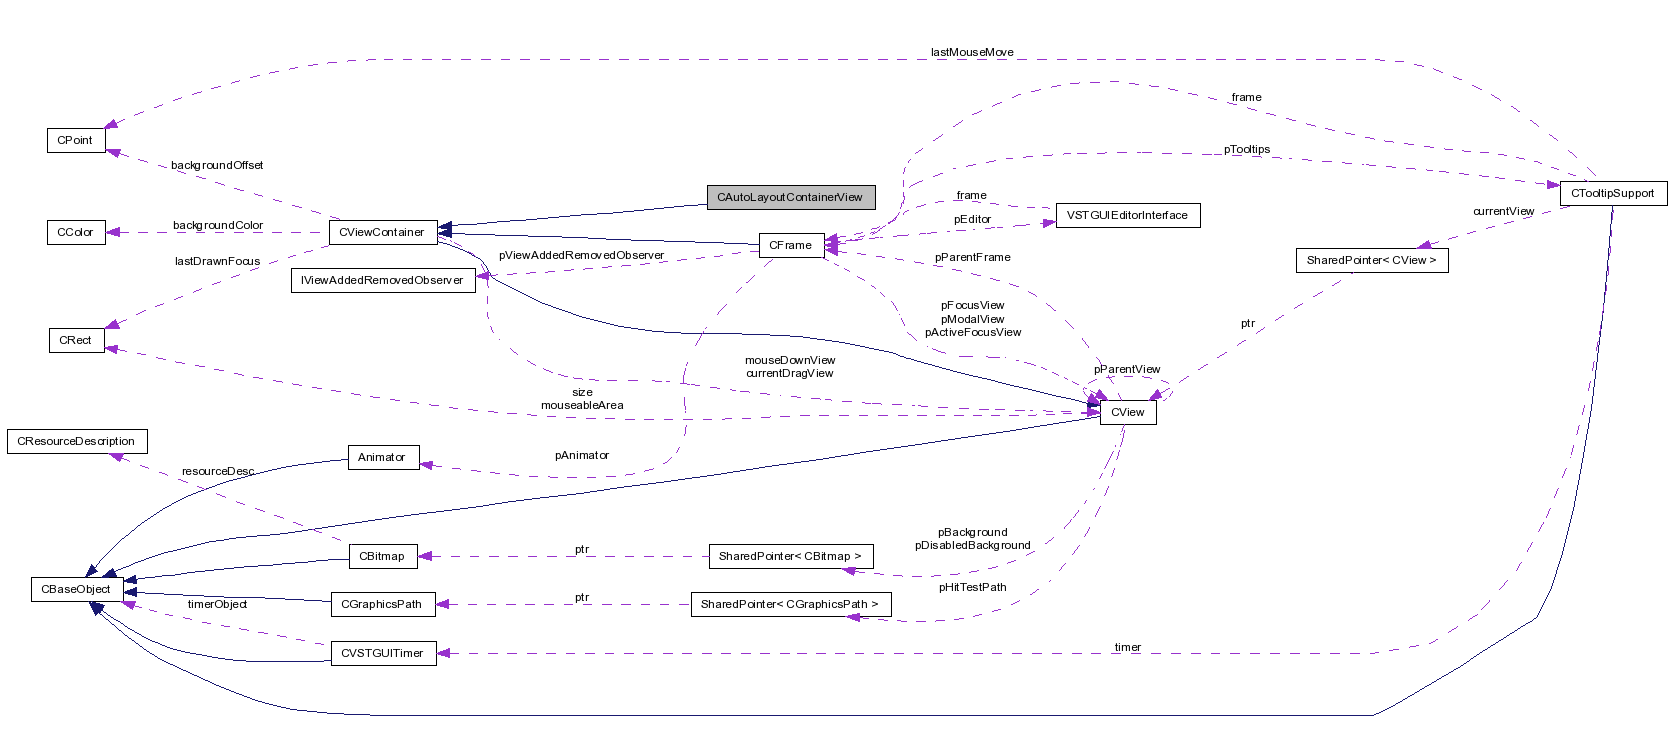 lastMouseMove
frame
CPoint
pTooltips
backgroundOffset
CAutoLayoutContainerView
frame
CTooltipSupport
pEditor
VSTGUIEditorInterface
currentView
CColor
backgroundColor
CViewContainer
CFrame
pViewAddedRemovedObserver
pParentFrame
lastDrawnFocus
SharedPointer< CView >
IViewAddedRemovedObserver
pFocusView
pModalView
pActiveFocusView
ptr
CRect
mouseDownView
currentDragView
pParentView
size
mouseableArea
CView
CResourceDescription
Animator
pAnimator
resourceDesc
pBackground
pDisabledBackground
CBitmap
ptr
SharedPointer< CBitmap >
CBaseObject
pHitTestPath
timerObject
CGraphicsPath
ptr
SharedPointer< CGraphicsPath >
CVSTGUITimer
timer